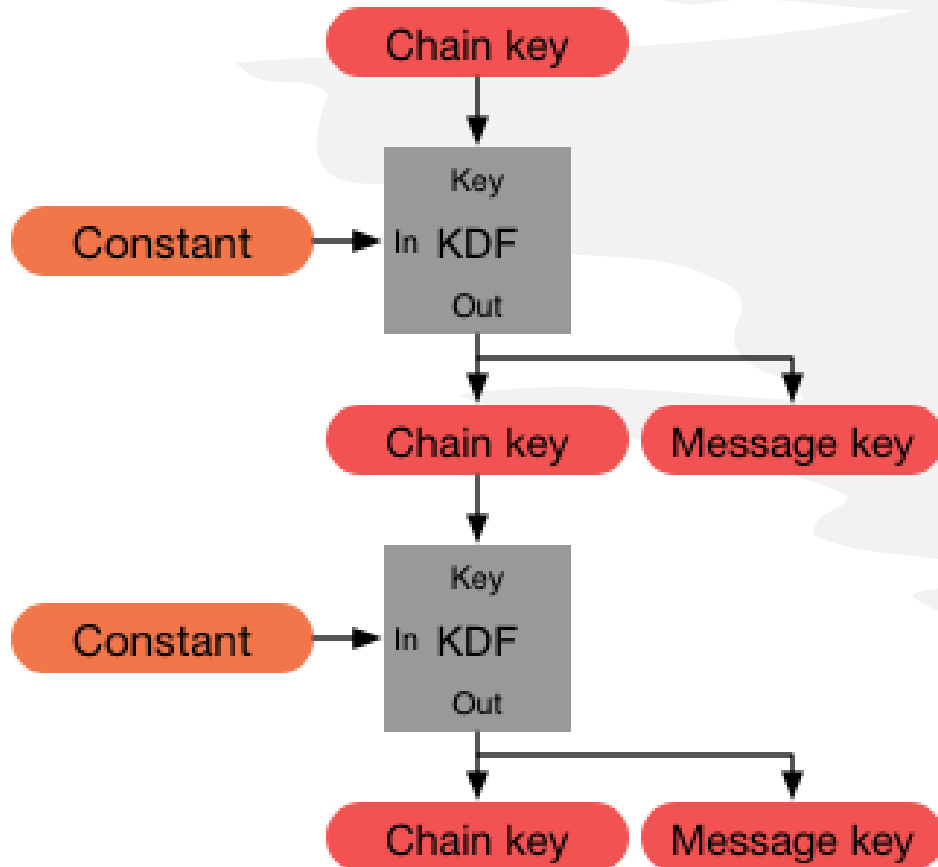 Chain key
Key
Constant
In KDF
Out
Chain key
Message key
Key
Constant
In KDF
Out
Chain key
Message key